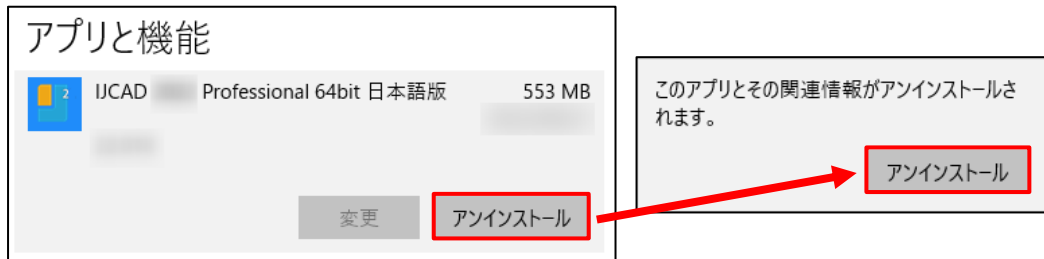 アプリと機能
IJCAD Professional 64bit 日本語版 553 MB
変更 アンインストール
このアプリとその関連情報がアンインストールさ
れます。
アンインストール